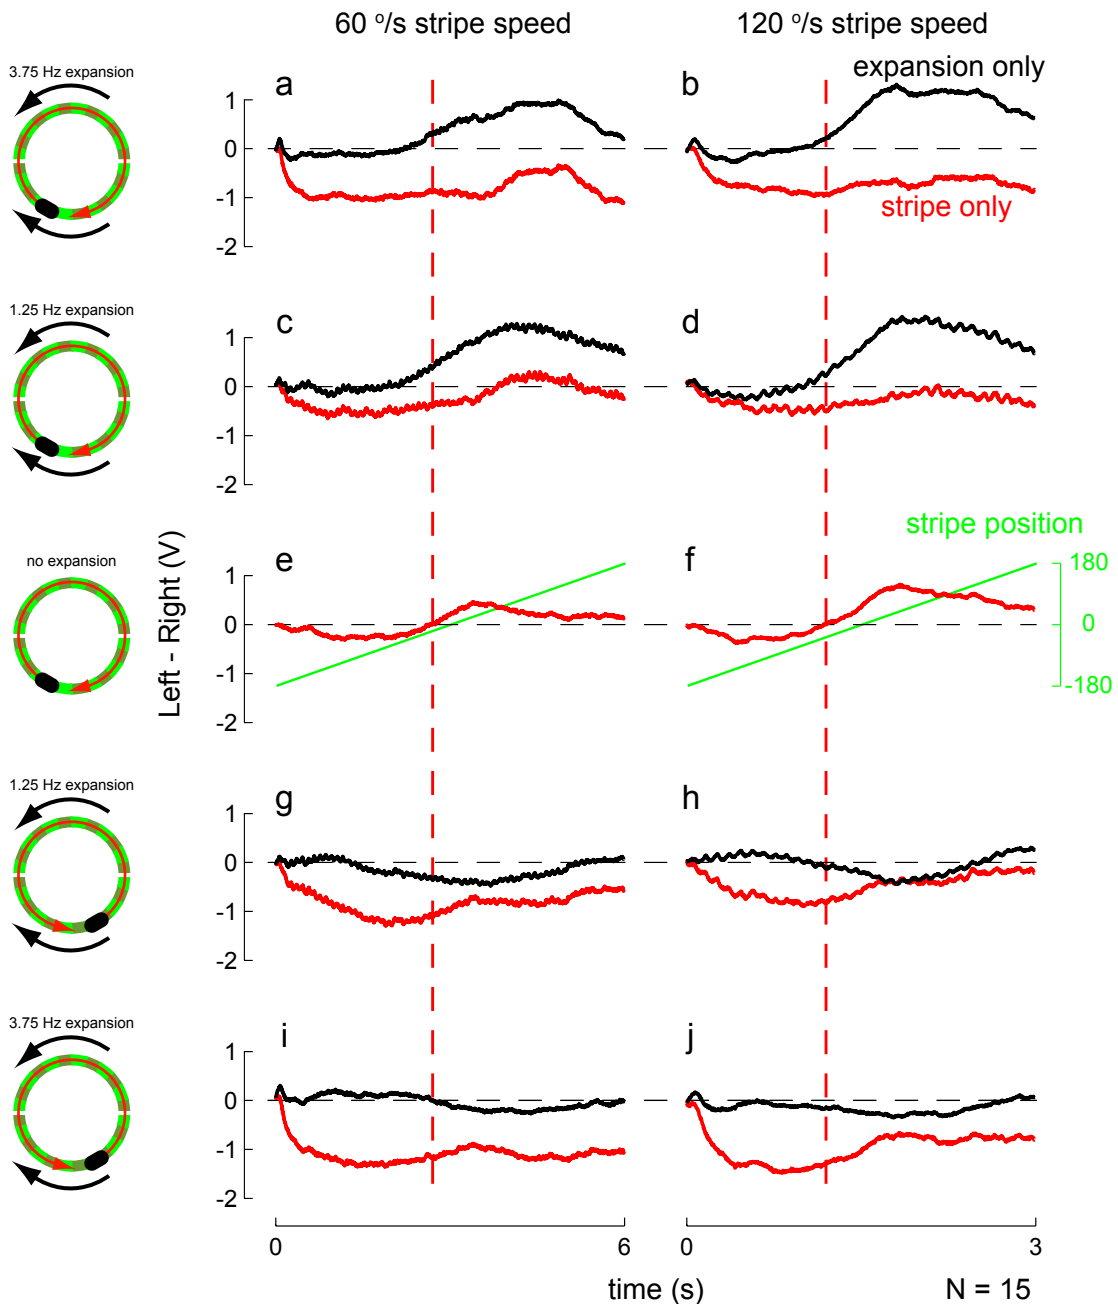 60 º/s stripe speed
120 º/s stripe speed
3.75 Hz expansion
a
1
0
-1
-2
b
expansion only
stripe only
1.25 Hz expansion
c
1
0
-1
-2
d
no expansion
e
1
0
-1
-2
f
stripe position
180
0
-180
Left - Right (V)
1.25 Hz expansion
g
1
0
-1
-2
h
3.75 Hz expansion
i
1
0
-1
-2
j
0
6
0
3
time (s)
N = 15